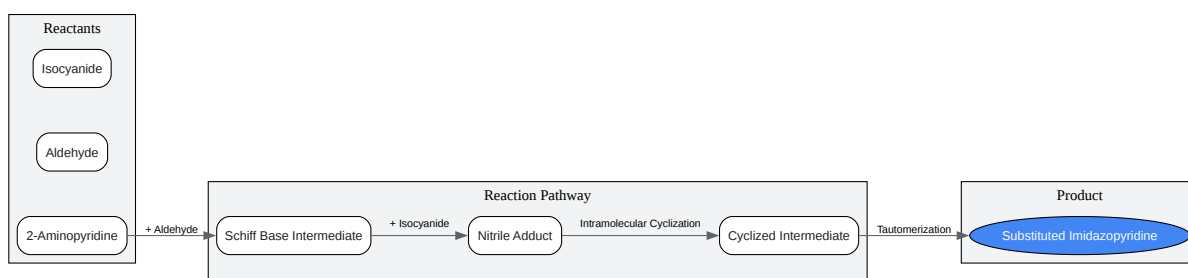 Reactants
Isocyanide
Aldehyde
2-Aminopyridine
+ Aldehyde
Reaction Pathway
Schiff Base Intermediate
+ Isocyanide
Nitrile Adduct
Intramolecular Cyclization
Cyclized Intermediate
Tautomerization
Product
Substituted Imidazopyridine